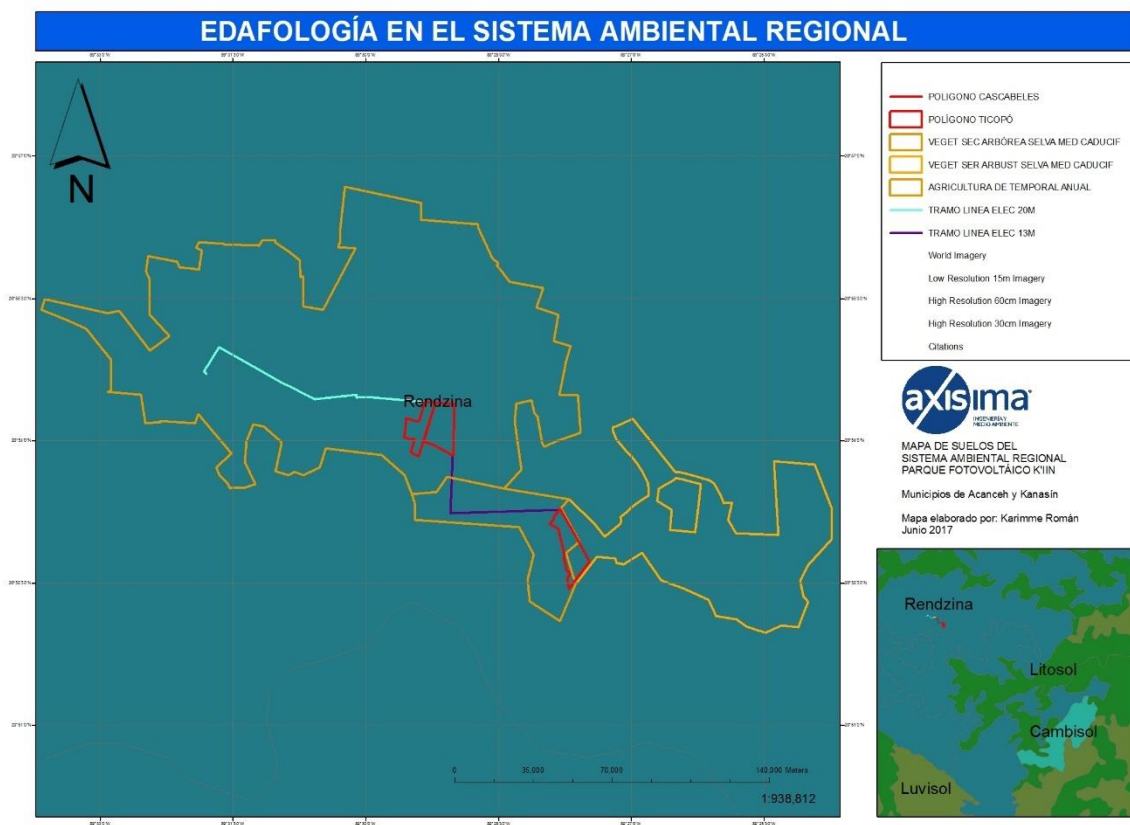 EDAFOLOGÍA EN EL SISTEMA AMBIENTAL REGIONAL
N
Rendzina
0 35,000 70,000 140,000 Meters
1:938,812
POLIGONO CASCABELES
POLÍGONO TICOPÓ
VEGET SEC ARBÓREA SELVA MED CADUCIF
VEGET SER ARBUST SELVA MED CADUCIF
AGRICULTURA DE TEMPORAL ANUAL
TRAMO LINEA ELEC 20M
TRAMO LINEA ELEC 13M
World Imagery
Low Resolution 15m Imagery
High Resolution 60cm Imagery
High Resolution 30cm Imagery
Citations
axisima
INGENIERÍA Y
MEDIO AMBIENTE
MAPA DE SUELOS DEL
SISTEMA AMBIENTAL REGIONAL
PARQUE FOTOVOLTÁICO K'IIN
Municipios de Acanceh y Kanasín
Mapa elaborado por: Karimme Román
Junio 2017
Rendzina
Litosol
Cambisol
Luvisol